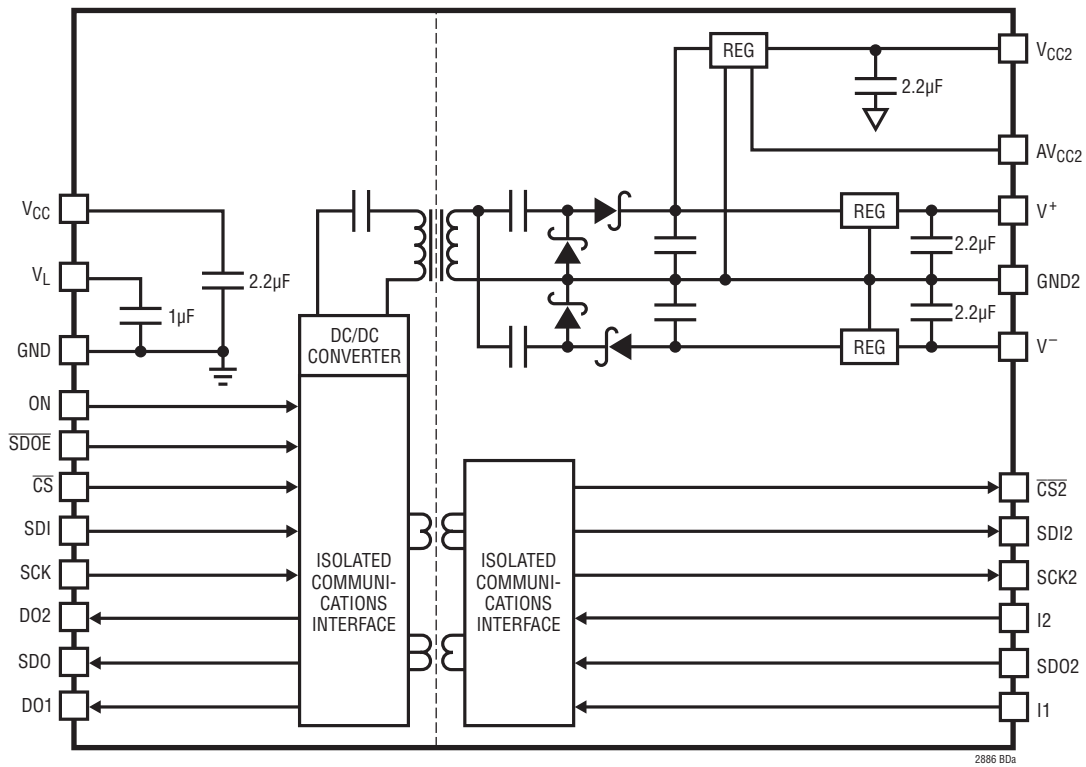 REG
VCC2
2.2µF
AVCC2
VCC
REG
V+
2.2µF
VL
2.2µF
GND2
1µF
2.2µF
DC/DC
CONVERTER
GND
REG
V−
ON
SDOE
CS
CS2
SDI
SDI2
ISOLATED
COMMUNI-
CATIONS
INTERFACE
ISOLATED
COMMUNI-
CATIONS
INTERFACE
SCK
SCK2
DO2
I2
SDO
SDO2
DO1
I1
2886 BDa